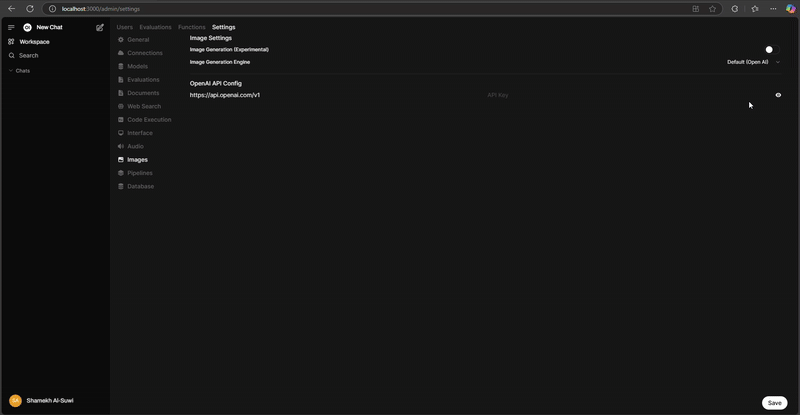 localhost:3000/admin/settings
New Chat
Workspace
Search
Chats
Users Evaluations Functions Settings
General
Connections
Models
Evaluations
Documents
Web Search
Code Execution
Interface
Audio
Images
Pipelines
Database
Image Settings
Image Generation (Experimental)
Image Generation Engine Default (Open AI)
OpenAI API Config
https://api.openai.com/v1 API Key
SA Shamekh Al-Suwi
Save